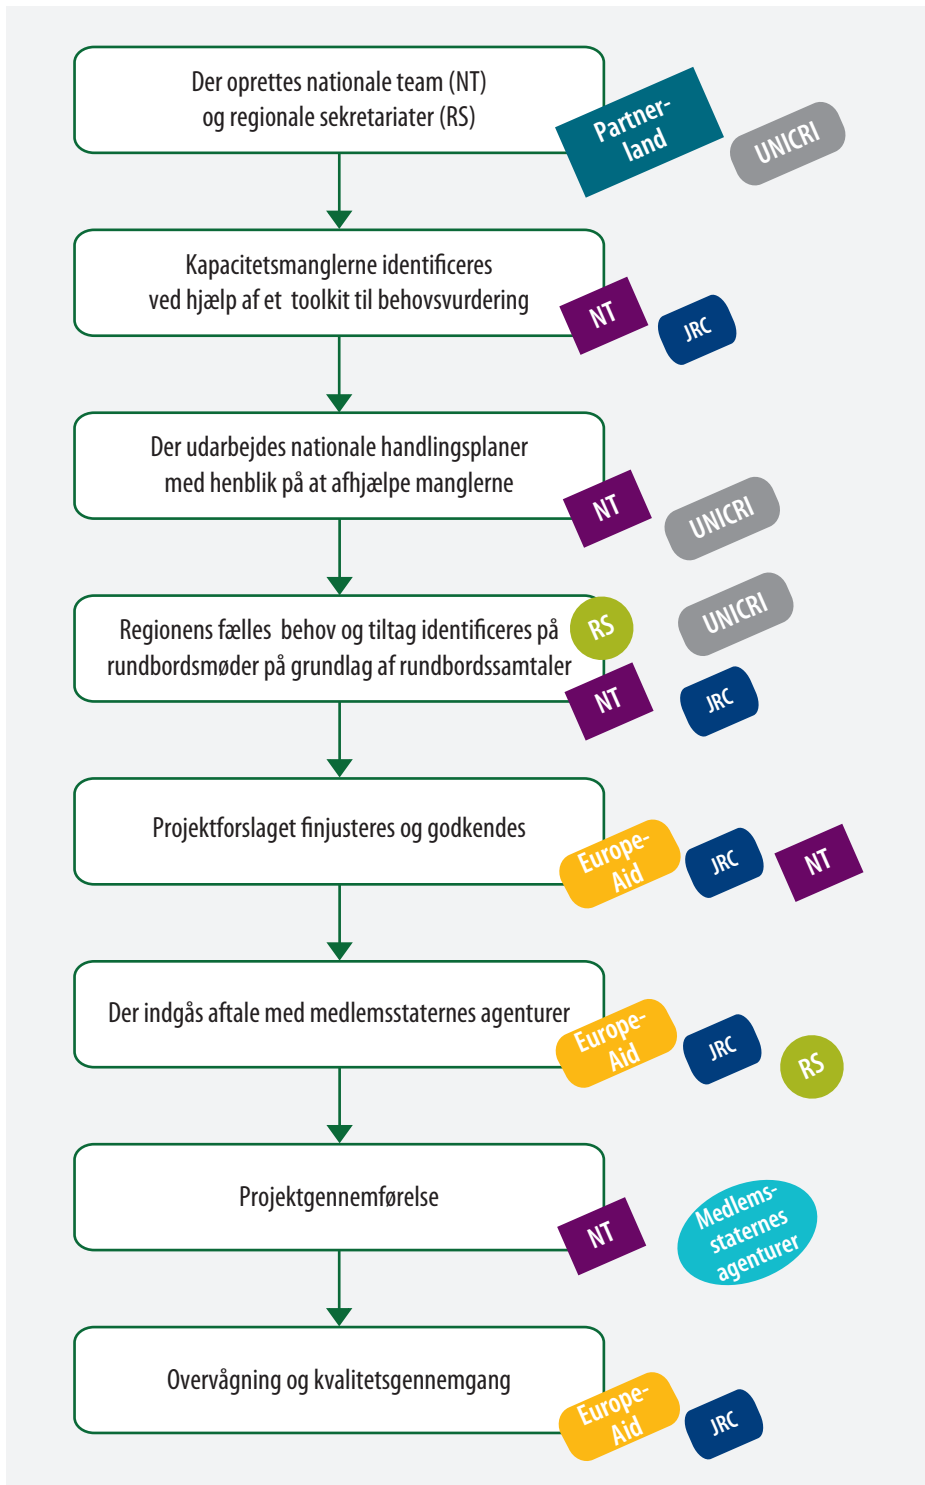 Der oprettes nationale team (NT)
og regionale sekretariater (RS)
Partner-
land
UNICRI
Kapacitetsmanglerne identificeres
ved hjælp af et toolkit til behovsvurdering
NT
JRC
Der udarbejdes nationale handlingsplaner
med henblik på at afhjælpe manglerne
NT
UNICRI
Regionens fælles behov og tiltag identificeres på
rundbordsmøder på grundlag af rundbordssamtaler
RS
UNICRI
NT
JRC
Projektforslaget finjusteres og godkendes
Europe-
Aid
JRC
NT
Der indgås aftale med medlemsstaternes agenturer
Europe-
Aid
JRC
RS
Projektgennemførelse
NT
Medlems-
staternes
agenturer
Overvågning og kvalitetsgennemgang
Europe-
Aid
JRC